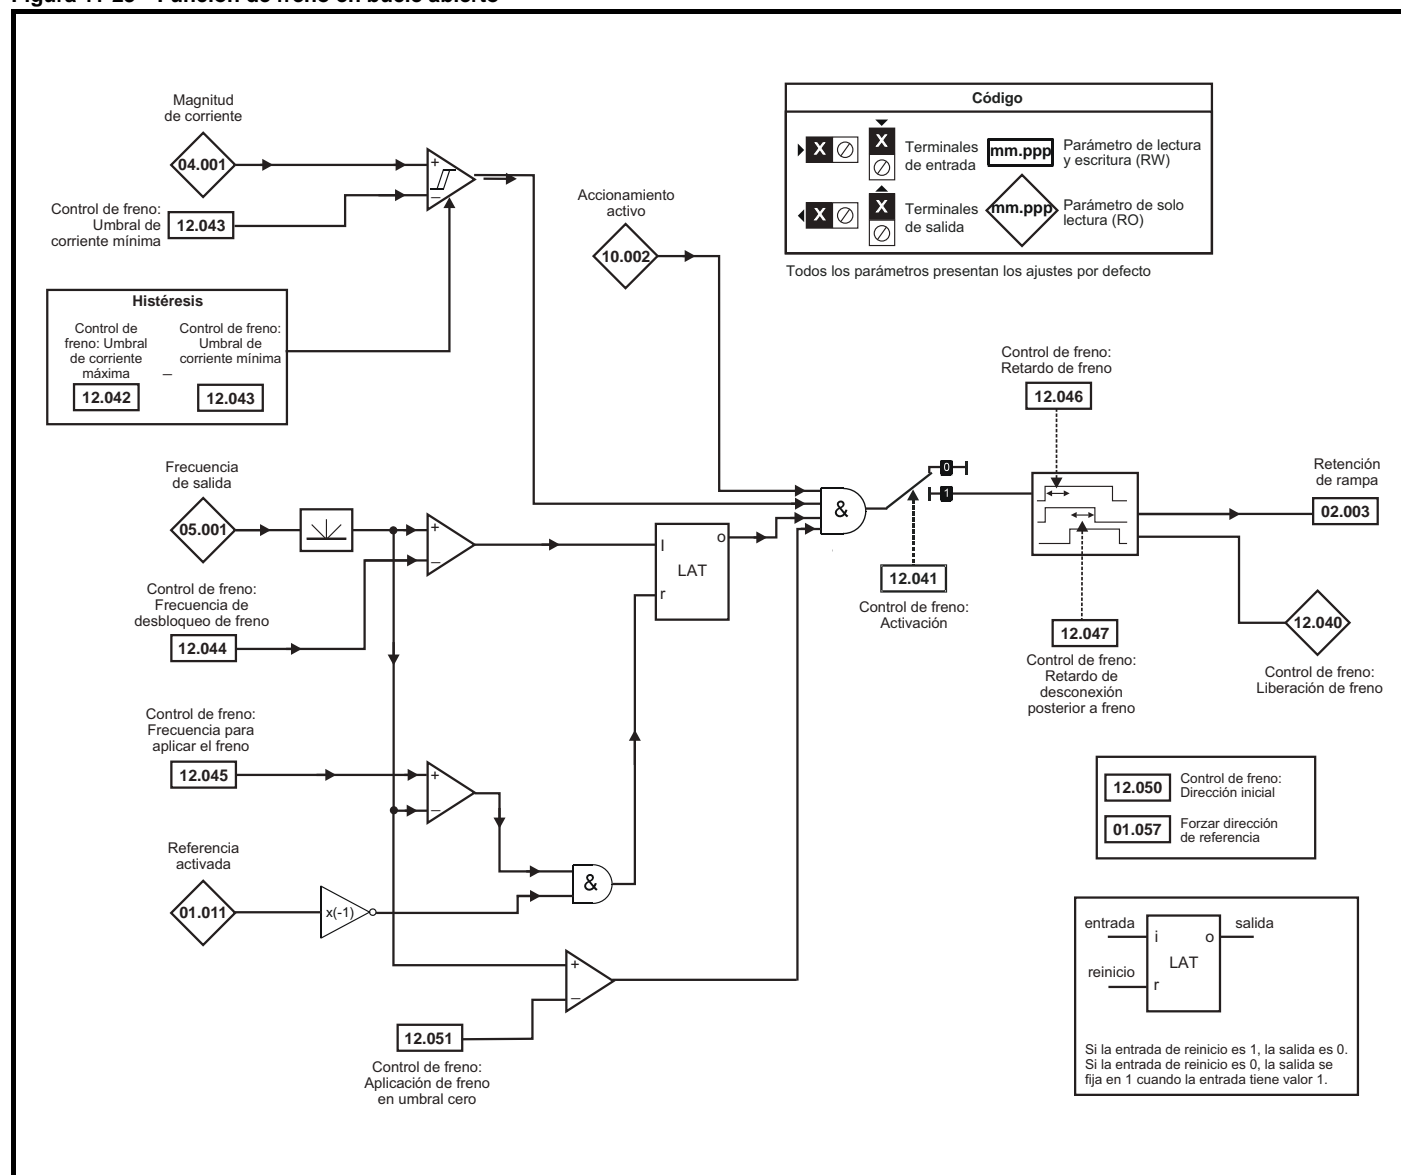 Figura 11-25 Función de freno en bucle abierto
Magnitud
de corriente
04.001
Control de freno:
Umbral de
corriente mínima
12.043
+
–
Histéresis
Control de
freno: Umbral
de corriente
máxima
12.042
–
Control de freno:
Umbral de
corriente mínima
12.043
Accionamiento
activo
10.002
Código
X
X
Terminales
de entrada
mm.ppp
Parámetro de lectura
y escritura (RW)
X
X
Terminales
de salida
mm.ppp
Parámetro de solo
lectura (RO)
Todos los parámetros presentan los ajustes por defecto
Frecuencia
de salida
05.001
+
–
Control de freno:
Frecuencia de
desbloqueo de freno
12.044
I
o
LAT
r
&
0
1
12.041
Control de freno:
Activación
Control de freno:
Retardo de freno
12.046
12.047
Control de freno:
Retardo de
desconexión
posterior a freno
Retención
de rampa
02.003
12.040
Control de freno:
Liberación de freno
Control de freno:
Frecuencia para
aplicar el freno
12.045
+
–
Referencia
activada
01.011
x(-1)
&
+
–
12.051
Control de freno:
Aplicación de freno
en umbral cero
12.050
Control de freno:
Dirección inicial
01.057
Forzar dirección
de referencia
entrada
i
o
salida
LAT
reinicio
r
Si la entrada de reinicio es 1, la salida es 0.
Si la entrada de reinicio es 0, la salida se
fija en 1 cuando la entrada tiene valor 1.